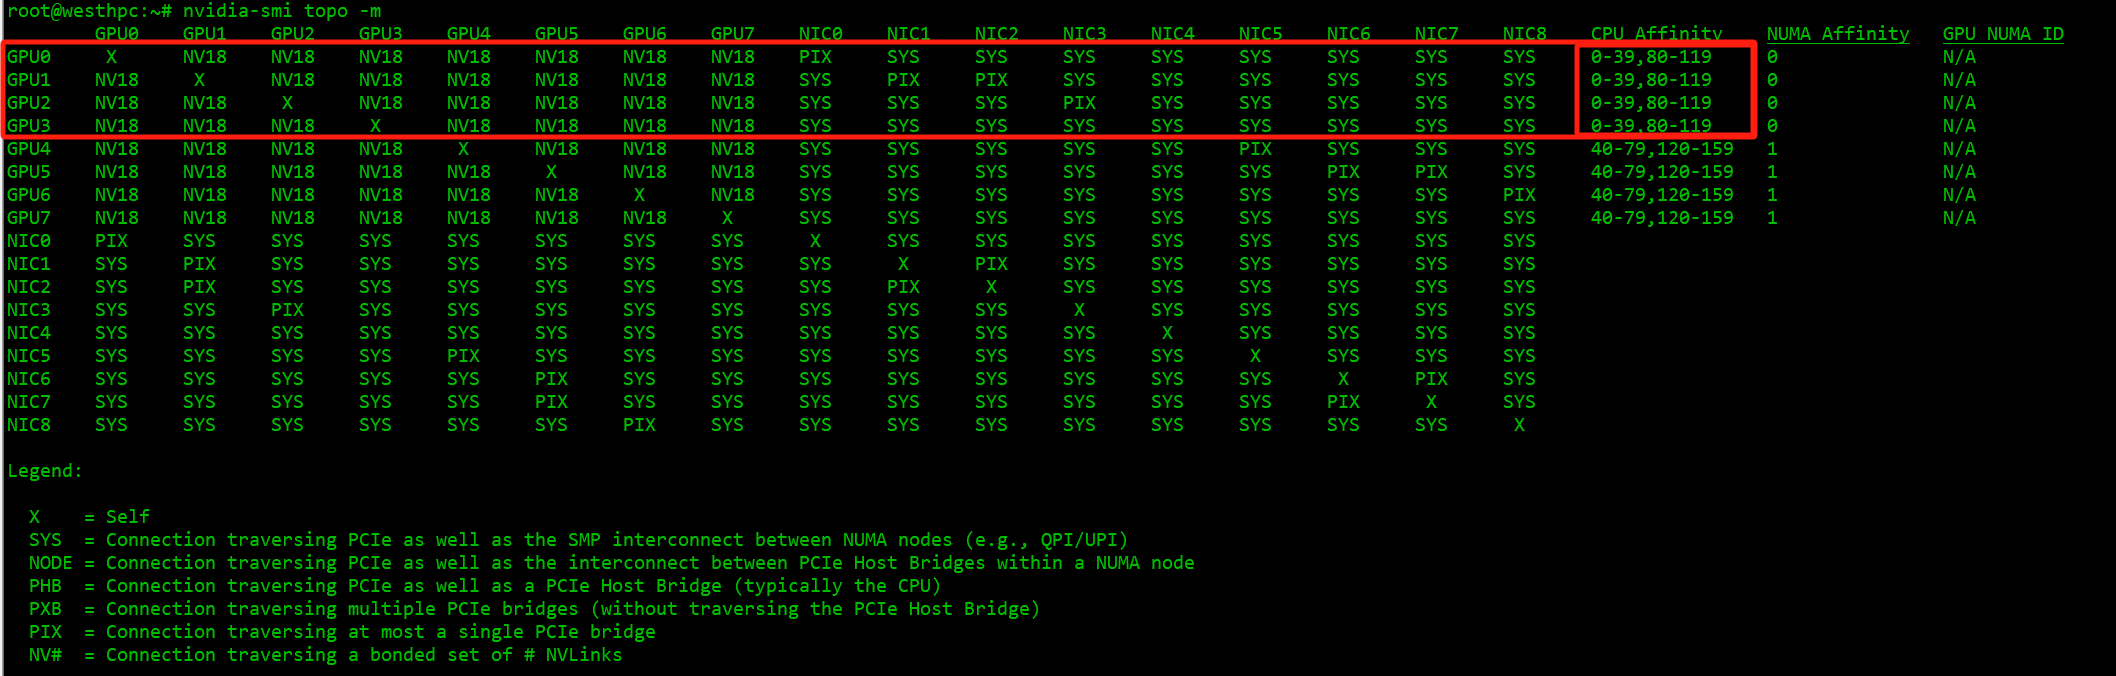 root@westhpc:~# nvidia-smi topo -m
GPU0 GPU1 GPU2 GPU3 GPU4 GPU5 GPU6 GPU7 NIC0 NIC1 NIC2 NIC3 NIC4 NIC5 NIC6 NIC7 NIC8 CPU Affinity NUMA Affinity GPU NUMA ID
GPU0 X NV18 NV18 NV18 NV18 NV18 NV18 NV18 PIX SYS SYS SYS SYS SYS SYS SYS SYS 0-39,80-119 0 N/A
GPU1 NV18 X NV18 NV18 NV18 NV18 NV18 NV18 SYS PIX PIX SYS SYS SYS SYS SYS SYS 0-39,80-119 0 N/A
GPU2 NV18 NV18 X NV18 NV18 NV18 NV18 NV18 SYS SYS SYS PIX SYS SYS SYS SYS SYS 0-39,80-119 0 N/A
GPU3 NV18 NV18 NV18 X NV18 NV18 NV18 NV18 SYS SYS SYS SYS SYS SYS SYS SYS SYS 0-39,80-119 0 N/A
GPU4 NV18 NV18 NV18 NV18 X NV18 NV18 NV18 SYS SYS SYS SYS SYS PIX SYS SYS SYS 40-79,120-159 1 N/A
GPU5 NV18 NV18 NV18 NV18 NV18 X NV18 NV18 SYS SYS SYS SYS SYS SYS PIX PIX SYS 40-79,120-159 1 N/A
GPU6 NV18 NV18 NV18 NV18 NV18 NV18 X NV18 SYS SYS SYS SYS SYS SYS SYS SYS PIX 40-79,120-159 1 N/A
GPU7 NV18 NV18 NV18 NV18 NV18 NV18 NV18 X SYS SYS SYS SYS SYS SYS SYS SYS SYS 40-79,120-159 1 N/A
NIC0 PIX SYS SYS SYS SYS SYS SYS SYS X SYS SYS SYS SYS SYS SYS SYS SYS
NIC1 SYS PIX SYS SYS SYS SYS SYS SYS SYS X PIX SYS SYS SYS SYS SYS SYS
NIC2 SYS PIX SYS SYS SYS SYS SYS SYS SYS PIX X SYS SYS SYS SYS SYS SYS
NIC3 SYS SYS PIX SYS SYS SYS SYS SYS SYS SYS SYS X SYS SYS SYS SYS SYS
NIC4 SYS SYS SYS SYS SYS SYS SYS SYS SYS SYS SYS SYS X SYS SYS SYS SYS
NIC5 SYS SYS SYS SYS PIX SYS SYS SYS SYS SYS SYS SYS SYS X SYS SYS SYS
NIC6 SYS SYS SYS SYS SYS PIX SYS SYS SYS SYS SYS SYS SYS SYS X PIX SYS
NIC7 SYS SYS SYS SYS SYS PIX SYS SYS SYS SYS SYS SYS SYS SYS PIX X SYS
NIC8 SYS SYS SYS SYS SYS SYS PIX SYS SYS SYS SYS SYS SYS SYS SYS SYS X
Legend:
X = Self
SYS = Connection traversing PCIe as well as the SMP interconnect between NUMA nodes (e.g., QPI/UPI)
NODE = Connection traversing PCIe as well as the interconnect between PCIe Host Bridges within a NUMA node
PHB = Connection traversing PCIe as well as a PCIe Host Bridge (typically the CPU)
PXB = Connection traversing multiple PCIe bridges (without traversing the PCIe Host Bridge)
PIX = Connection traversing at most a single PCIe bridge
NV# = Connection traversing a bonded set of # NVLinks